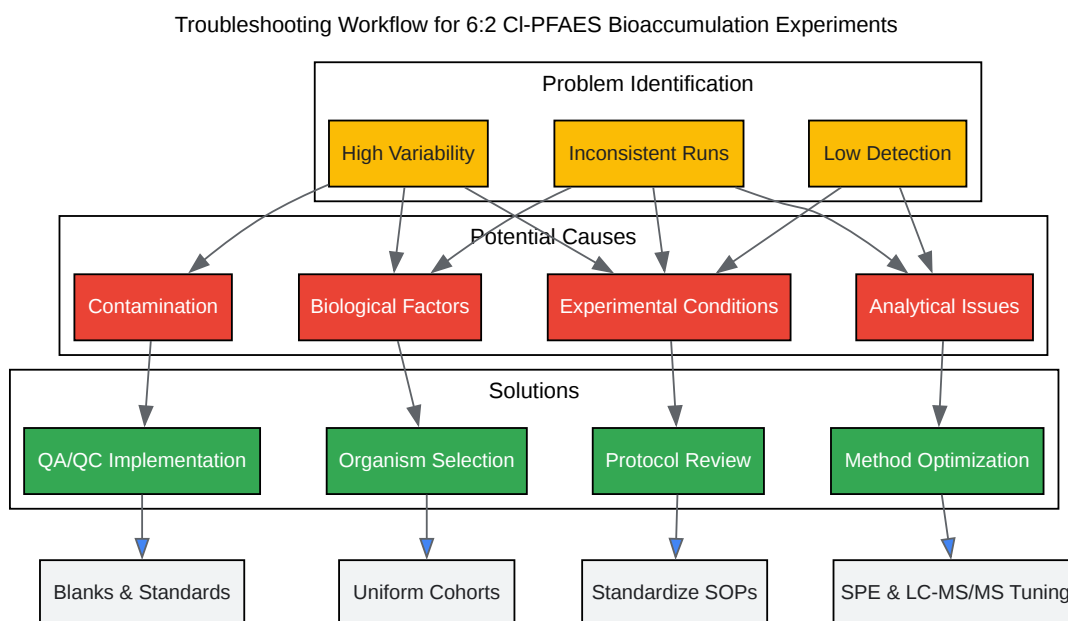 Troubleshooting Workflow for 6:2 Cl-PFAES Bioaccumulation Experiments
Problem Identification
High Variability
Inconsistent Runs
Low Detection
Potential Causes
Contamination
Biological Factors
Experimental Conditions
Analytical Issues
Solutions
QA/QC Implementation
Organism Selection
Protocol Review
Method Optimization
Blanks & Standards
Uniform Cohorts
Standardize SOPs
SPE & LC-MS/MS Tuning